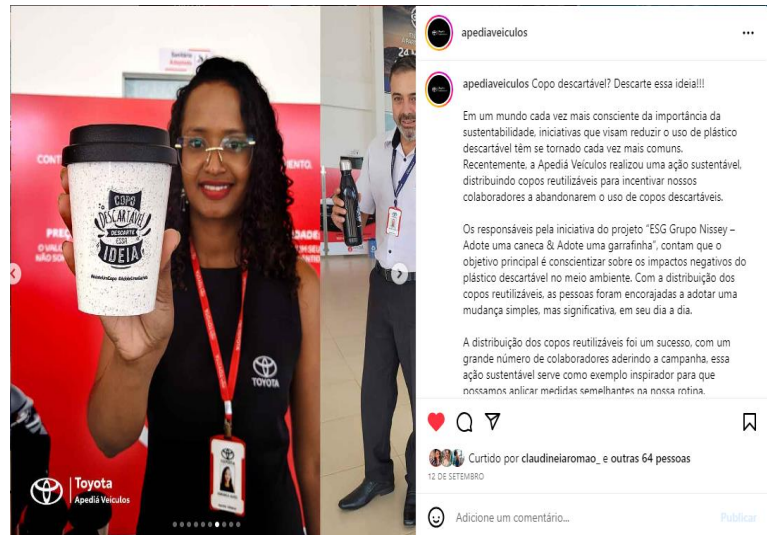 Sanitário
CONT
MENTO.
PRE
DADE
O VALO
NÃO SO
COPO
DESCARTÁVEL
DESCARTE
ESSA
IDEIA
TOYOTA
Toyota
Apediá Veículos
apediaveiculos
apediaveiculos Copo descartável? Descarte essa ideia!!!
Em um mundo cada vez mais consciente da importância da
sustentabilidade, iniciativas que visam reduzir o uso de plástico
descartável têm se tornado cada vez mais comuns.
Recentemente, a Apediá Veículos realizou uma ação sustentável,
distribuindo copos reutilizáveis para incentivar nossos
colaboradores a abandonarem o uso de copos descartáveis.
Os responsáveis pela iniciativa do projeto “ESG Grupo Nissey –
Adote uma caneca & Adote uma garrafinha”, contam que o
objetivo principal é conscientizar sobre os impactos negativos do
plástico descartável no meio ambiente. Com a distribuição dos
copos reutilizáveis, as pessoas foram encorajadas a adotar uma
mudança simples, mas significativa, em seu dia a dia.
A distribuição dos copos reutilizáveis foi um sucesso, com um
grande número de colaboradores aderindo a campanha, essa
ação sustentável serve como exemplo inspirador para que
possamos aplicar medidas semelhantes na nossa rotina.
Curtido por claudineiaromao_ e outras 64 pessoas
12 DE SETEMBRO
Adicione um comentário...
Publicar